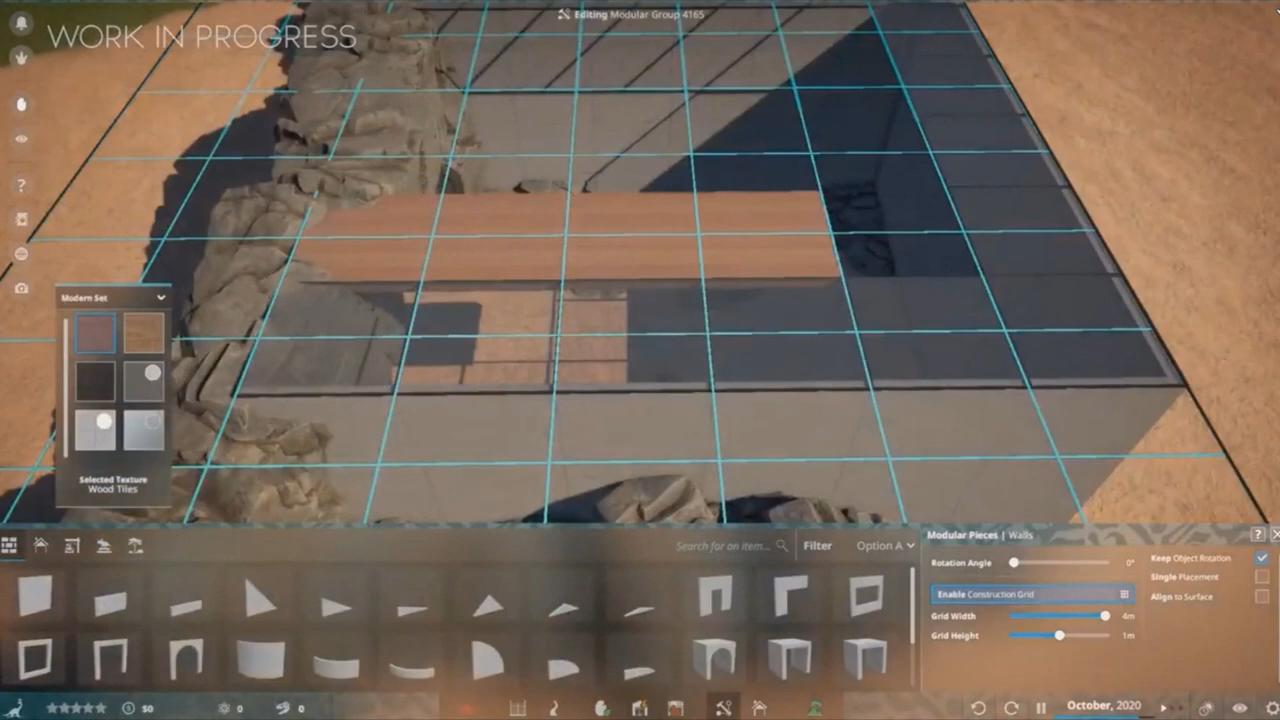 Editing Modular Group 4165
WORK IN PROGRESS
?
Modern Set
Selected Texture
Wood Tiles
Search for an item...
Filter
Option A
Modular Pieces | Walls
?
X
Rotation Angle
0°
Keep Object Rotation
Enable Construction Grid
Single Placement
Grid Width
4m
Align to Surface
Grid Height
1m
$0
0
0
October, 2020